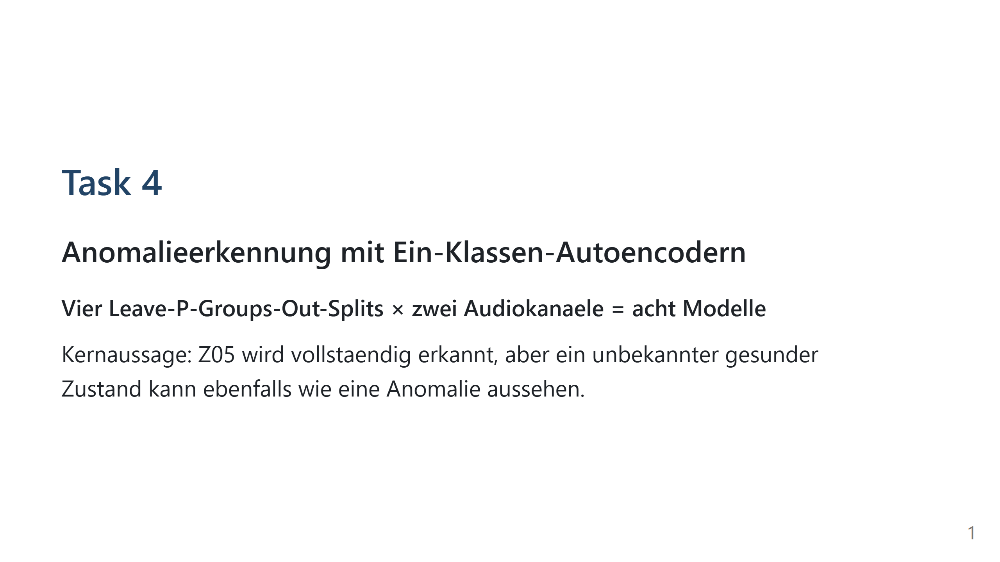 Task 4
Anomalieerkennung mit Ein-Klassen-Autoencodern
Vier Leave-P-Groups-Out-Splits × zwei Audiokanaele = acht Modelle
Kernaussage: Z05 wird vollstaendig erkannt, aber ein unbekannter gesunder
Zustand kann ebenfalls wie eine Anomalie aussehen.
1